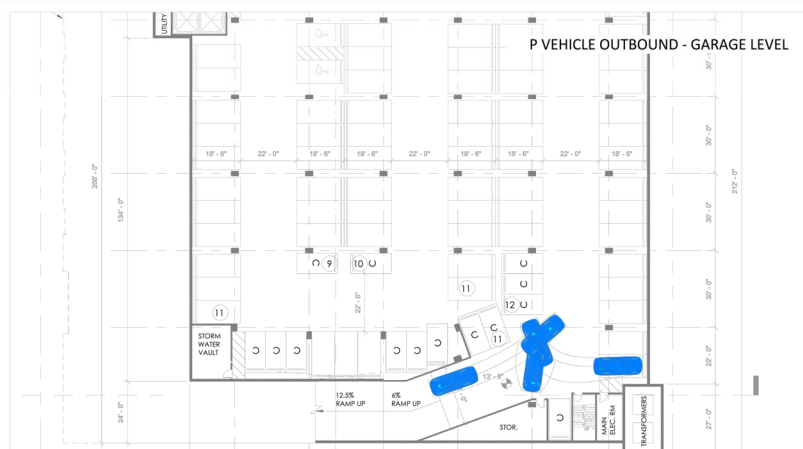 UTILITY
P VEHICLE OUTBOUND - GARAGE LEVEL
30' - 0"
30' - 0"
18' - 6"
22' - 0"
18' - 6"
18' - 6"
22' - 0"
18' - 6"
18' - 6"
22' - 0"
18' - 6"
208' - 0"
134' - 0"
212' - 0"
30' - 0"
C
9
10
C
C
C
11
30' - 0"
22' - 6"
12
C
11
STORM
WATER
VAULT
C
C
C
C
C
C
C
C
11
22' - 0"
13' - 6"
12.5%
RAMP UP
6%
RAMP UP
24' - 0"
N
STOR.
C
MAIN
ELEC. RM
TRANSFORMERS
27' - 0"